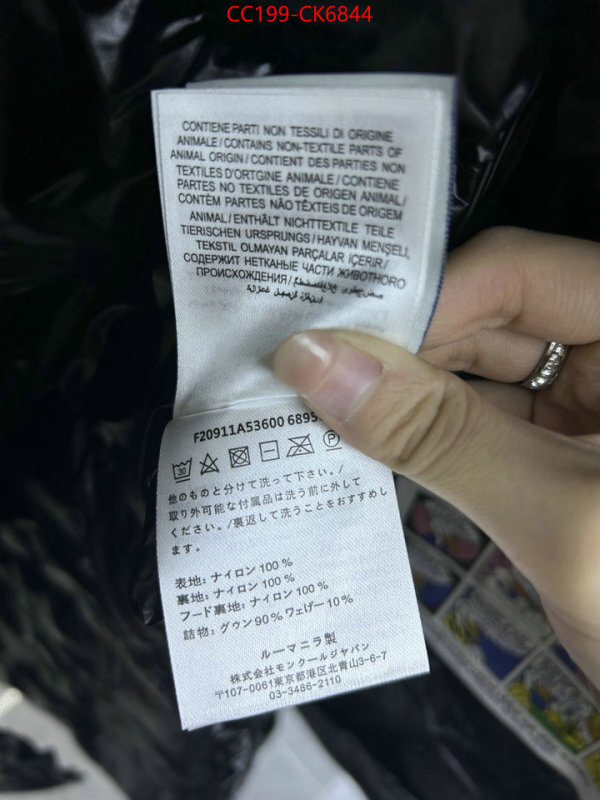 CC199-CK6844
CONTIENE PARTI NON TESSILI DI ORIGINE
ANIMALE/CONTAINS NON-TEXTILE PARTS OF
ANIMAL ORIGIN/CONTIENT DES PARTIES NON
TEXTILES D'ORTGINE ANIMALE/CONTIENE
PARTES NO TEXTILES DE ORIGEN ANIMAL/
CONTÉM PARTES NÃO TÊXTEIS DE ORIGEM
ANIMAL/ENTHÄLT NICHTTEXTILE TEILE
TIERISCHEN URSPRUNGS/HAYVAN MENŞELİ,
TEKSTIL OLMAYAN PARÇALAR IÇERIR/
СОДЕРЖИТ НЕТКАНЫЕ ЧАСТИ ЖИВОТНОГО
ПРОИСХОЖДЕНИЯ/
F20911A53600 6895
30
P
他のものと分けて洗って下さい。/
取り外可能な付属品は洗う前に外して
ください。/裏返して洗うことをおすすめし
ます。
表地: ナイロン 100 %
裏地: ナイロン 100 %
フード裏地: ナイロン 100 %
詰物: グウン 90 % ワェげー 10 %
ルーマニラ製
株式会社モンクールジャパン
〒107-0061東京都港区北青山3-6-7
03-3486-2110